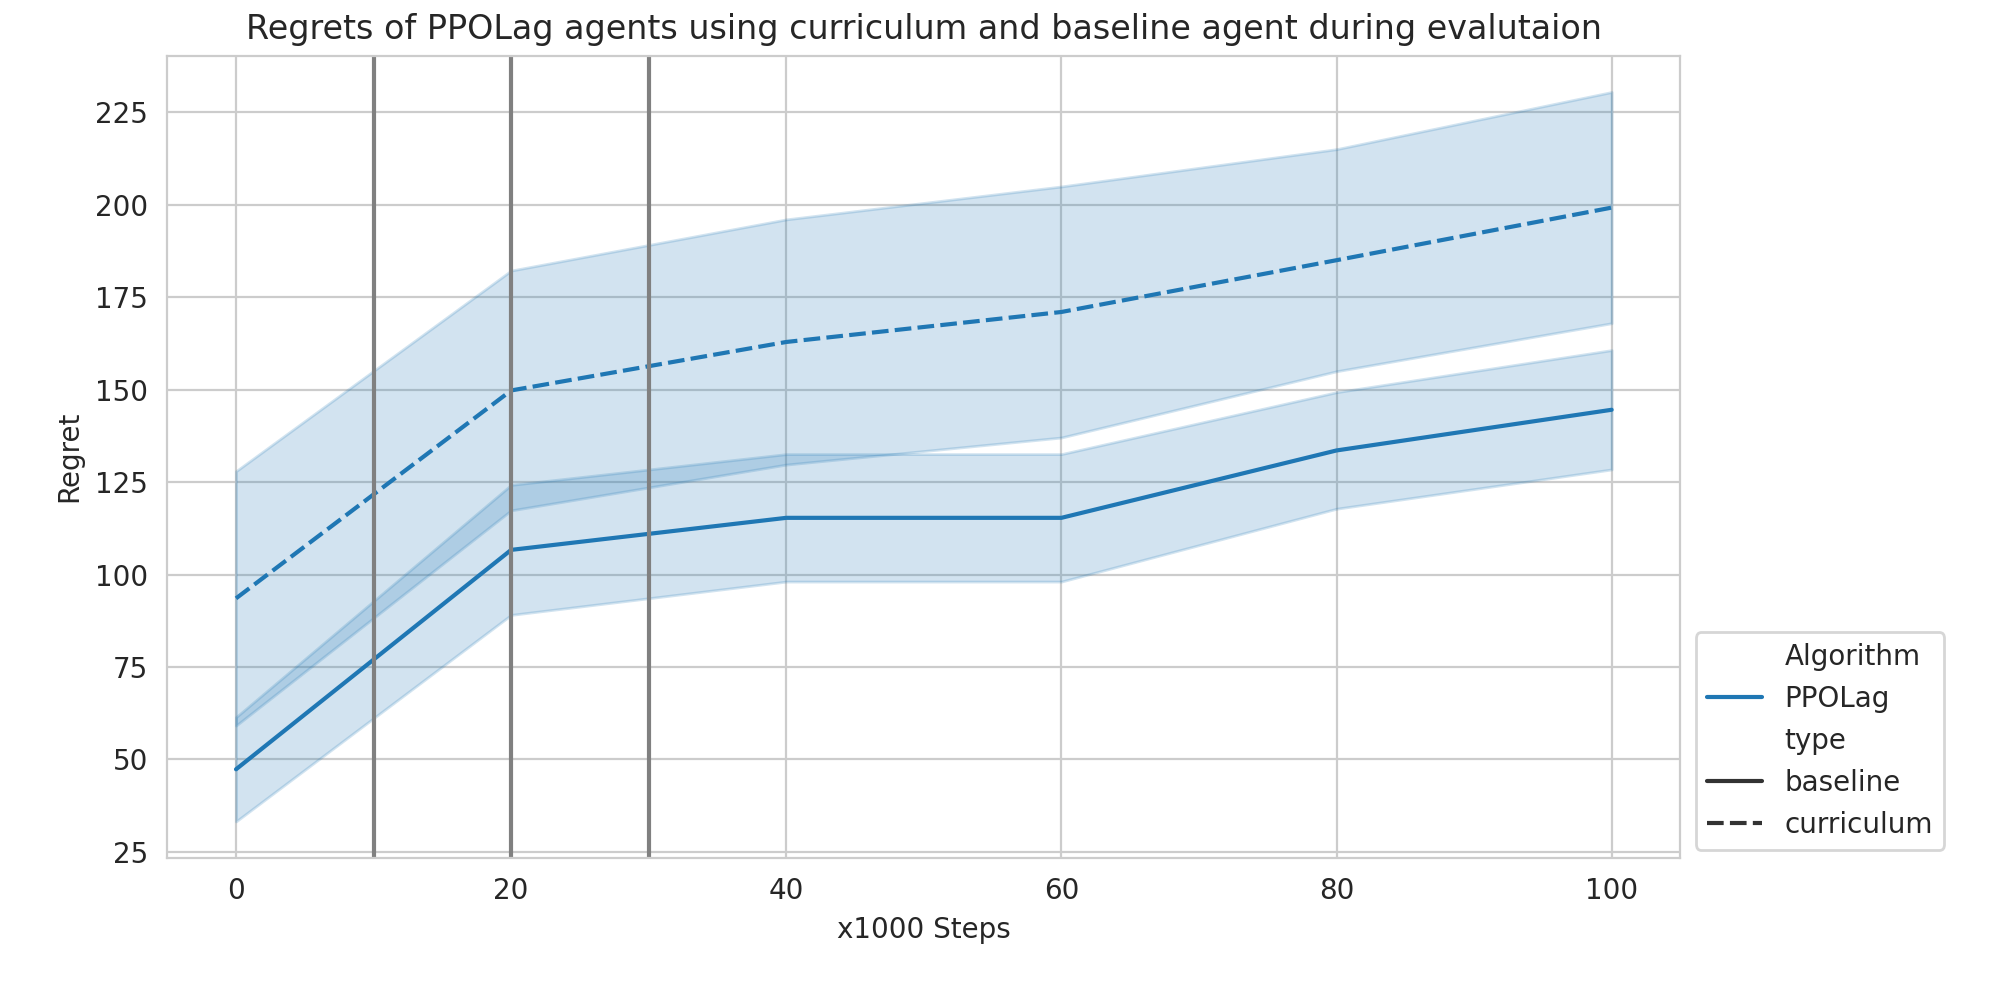 Regrets of PPOLag agents using curriculum and baseline agent during evalutaion
225
200
175
150
125
100
75
50
25
Regret
0 20 40 60 80 100
x1000 Steps
Algorithm
PPOLag
type
baseline
curriculum